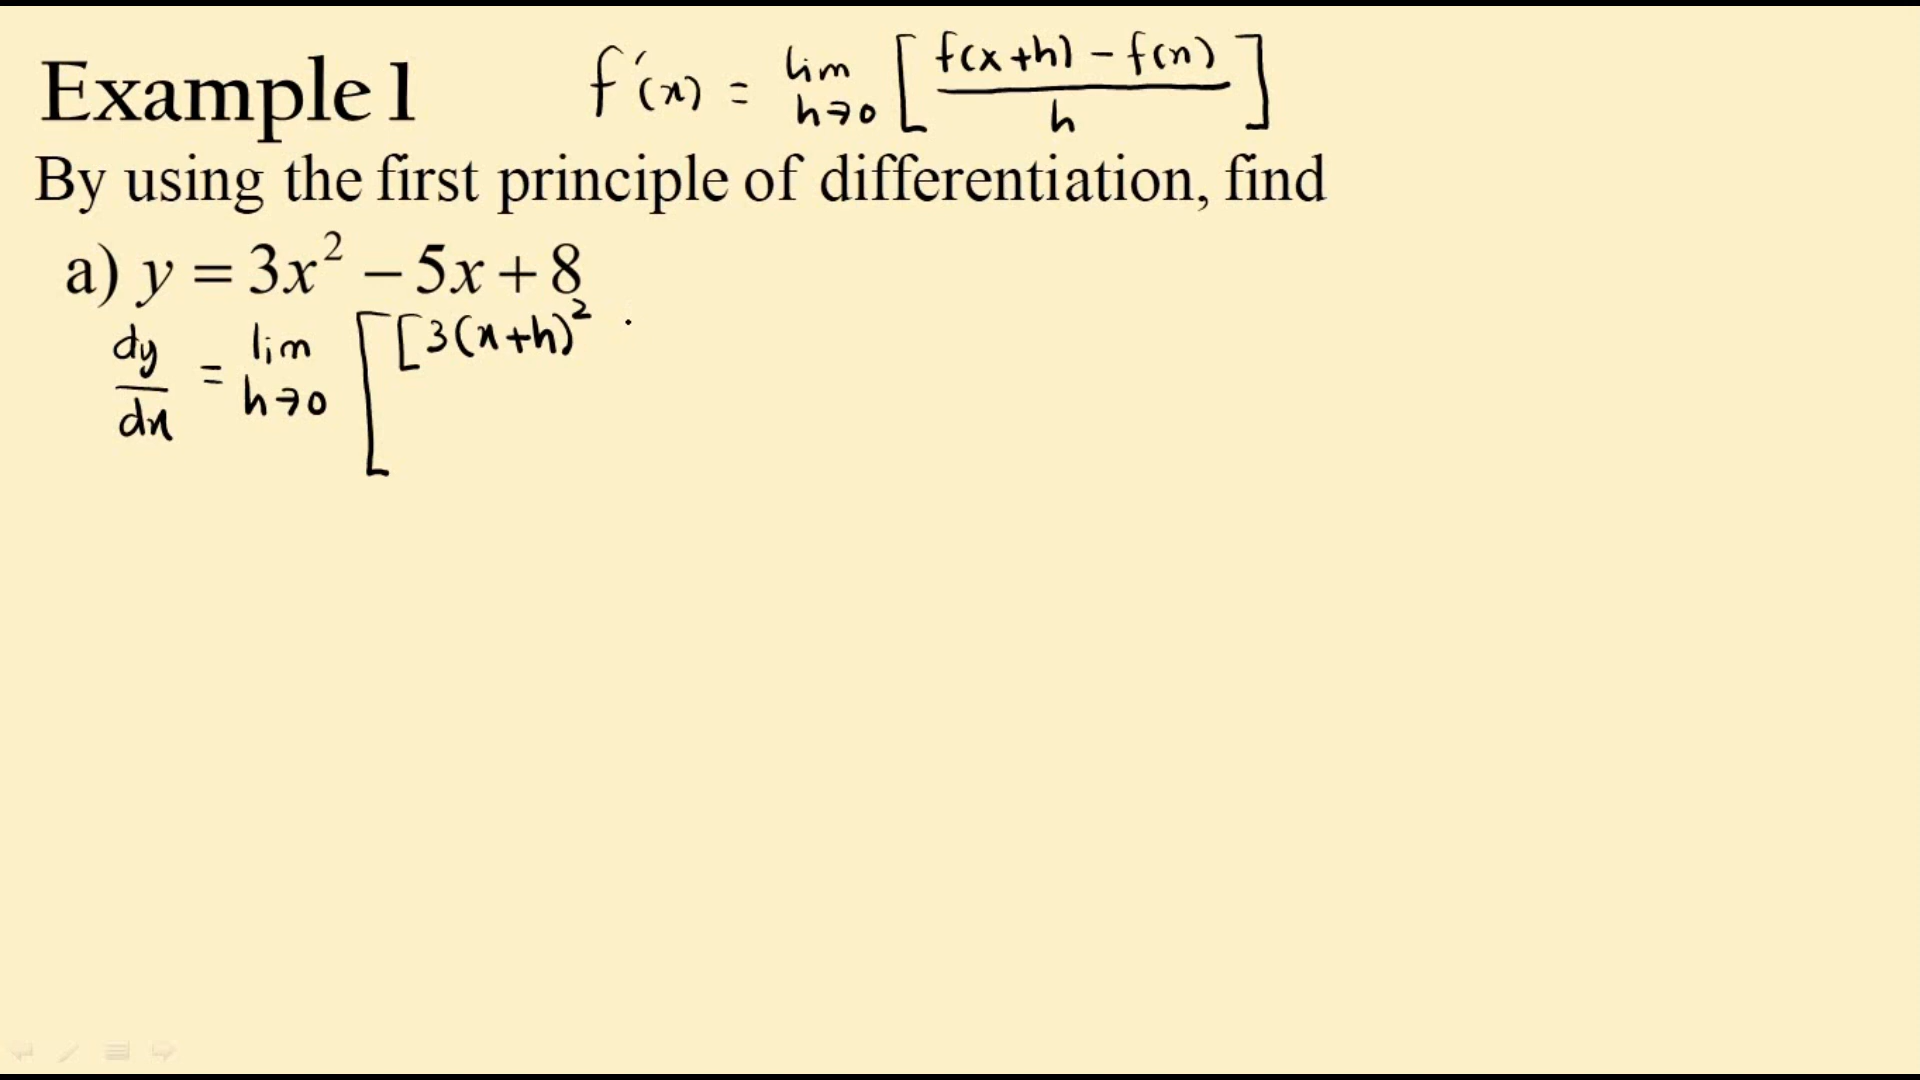 Example 1
f'(x) = lim h→0 [ f(x+h) − f(x) / h ]
By using the first principle of differentiation, find
a) y = 3x² − 5x + 8
dy/dx = lim h→0 [ [3(x+h)²